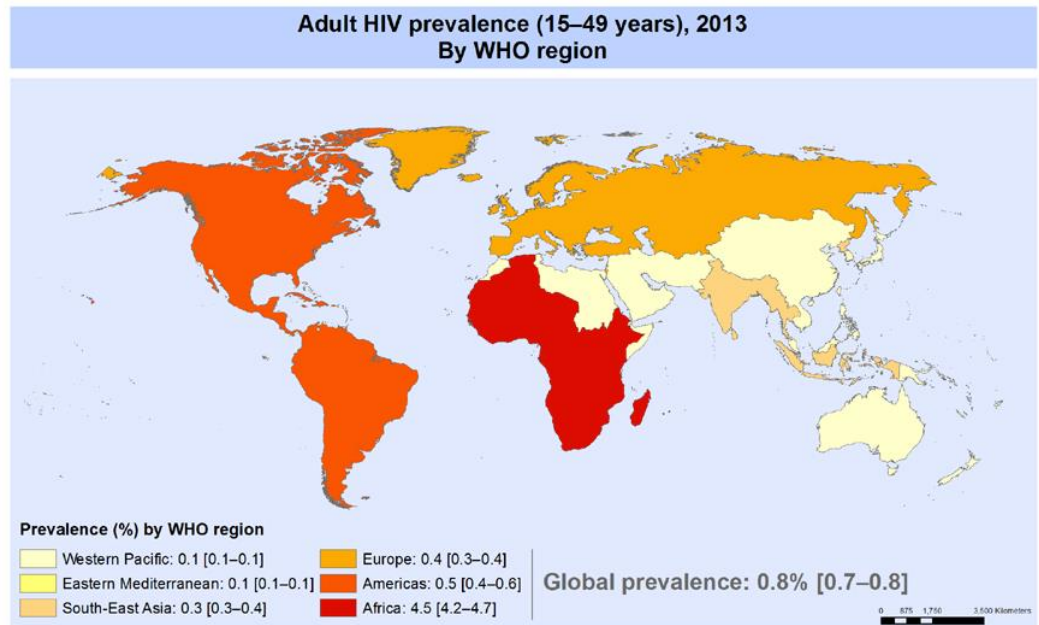 Adult HIV prevalence (15–49 years), 2013
By WHO region
Prevalence (%) by WHO region
Western Pacific: 0.1 [0.1–0.1]
Eastern Mediterranean: 0.1 [0.1–0.1]
South-East Asia: 0.3 [0.3–0.4]
Europe: 0.4 [0.3–0.4]
Americas: 0.5 [0.4–0.6]
Africa: 4.5 [4.2–4.7]
Global prevalence: 0.8% [0.7–0.8]
0 875 1,750 3,500 Kilometers